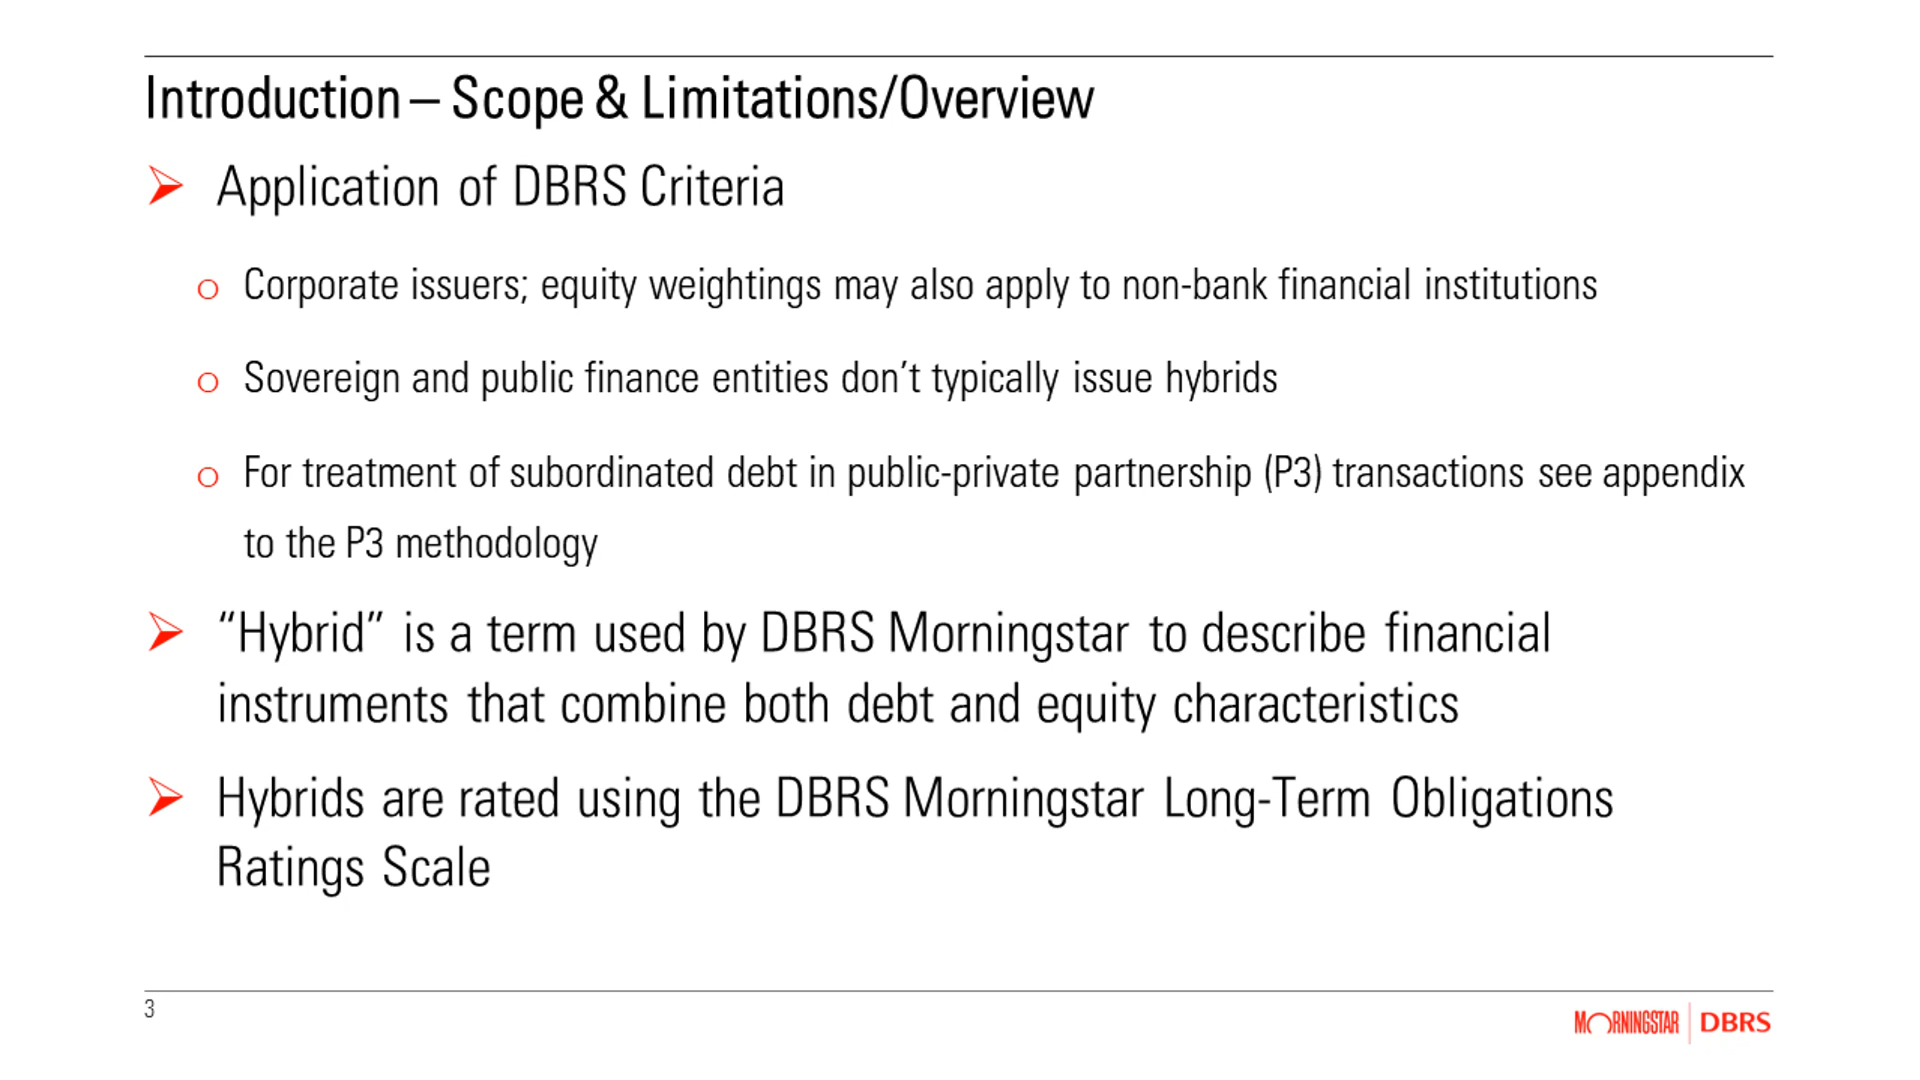 Introduction – Scope & Limitations/Overview
Application of DBRS Criteria
Corporate issuers; equity weightings may also apply to non-bank financial institutions
Sovereign and public finance entities don’t typically issue hybrids
For treatment of subordinated debt in public-private partnership (P3) transactions see appendix
to the P3 methodology
“Hybrid” is a term used by DBRS Morningstar to describe financial
instruments that combine both debt and equity characteristics
Hybrids are rated using the DBRS Morningstar Long-Term Obligations
Ratings Scale
3
MORNINGSTAR | DBRS